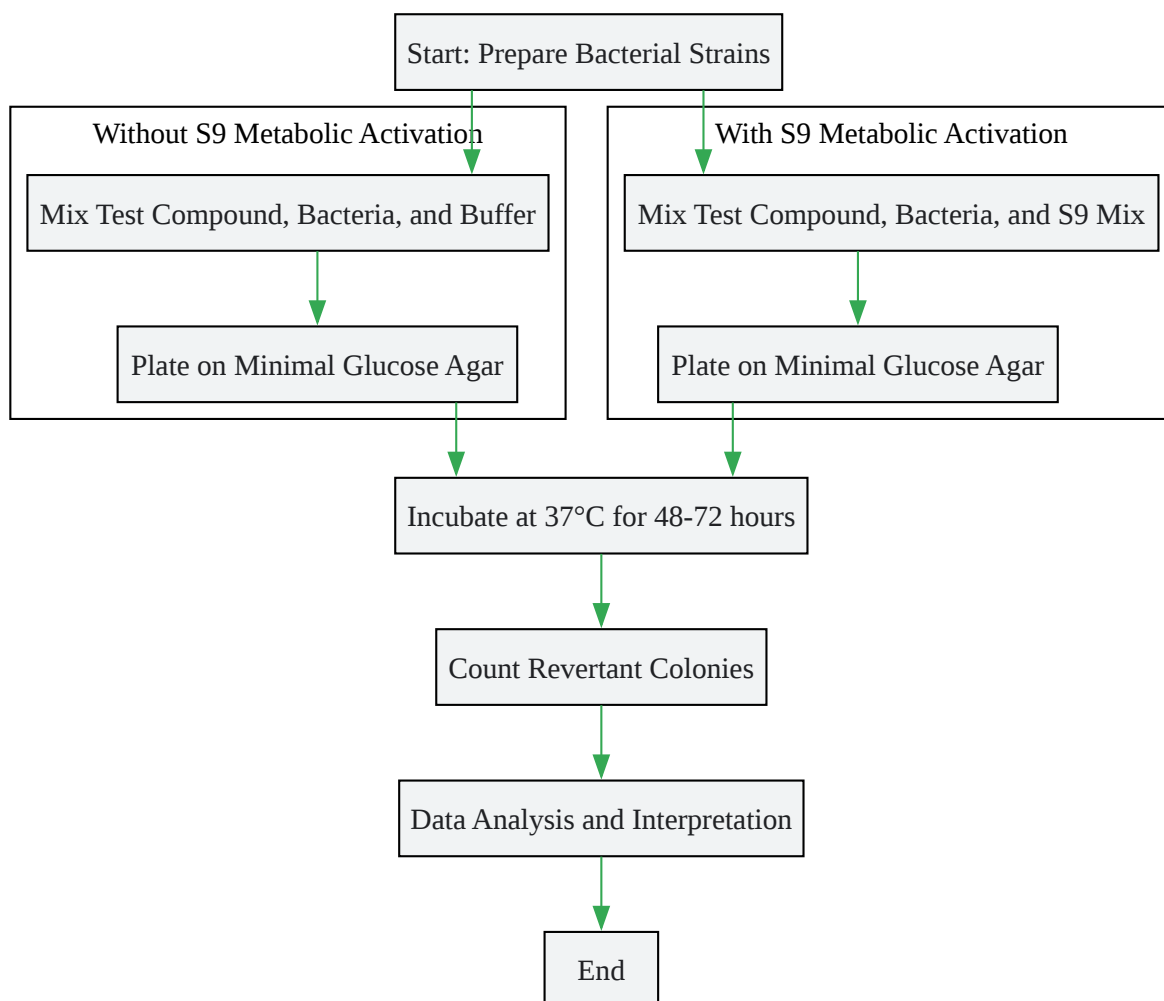 Start: Prepare Bacterial Strains
Without S9 Metabolic Activation
With S9 Metabolic Activation
Mix Test Compound, Bacteria, and Buffer
Mix Test Compound, Bacteria, and S9 Mix
Plate on Minimal Glucose Agar
Plate on Minimal Glucose Agar
Incubate at 37°C for 48-72 hours
Count Revertant Colonies
Data Analysis and Interpretation
End